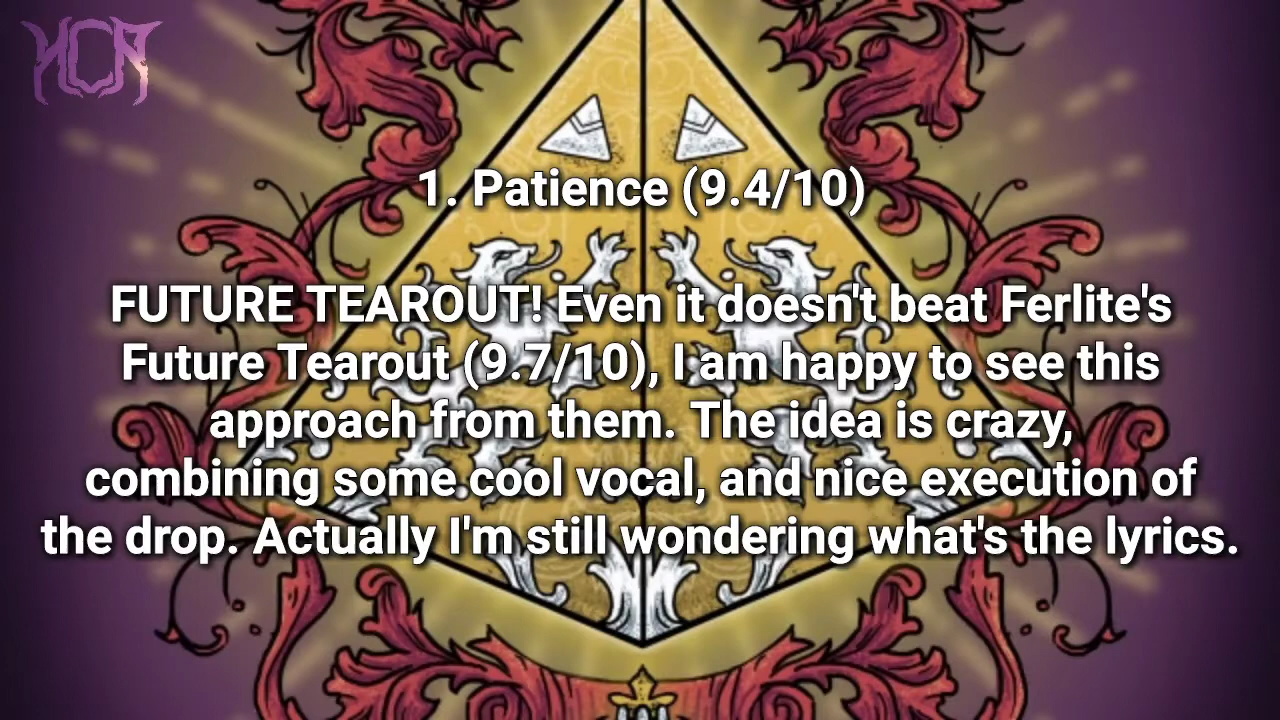 1. Patience (9.4/10)
FUTURE TEAROUT! Even it doesn't beat Ferlite's
Future Tearout (9.7/10), I am happy to see this
approach from them. The idea is crazy,
combining some cool vocal, and nice execution of
the drop. Actually I'm still wondering what's the lyrics.